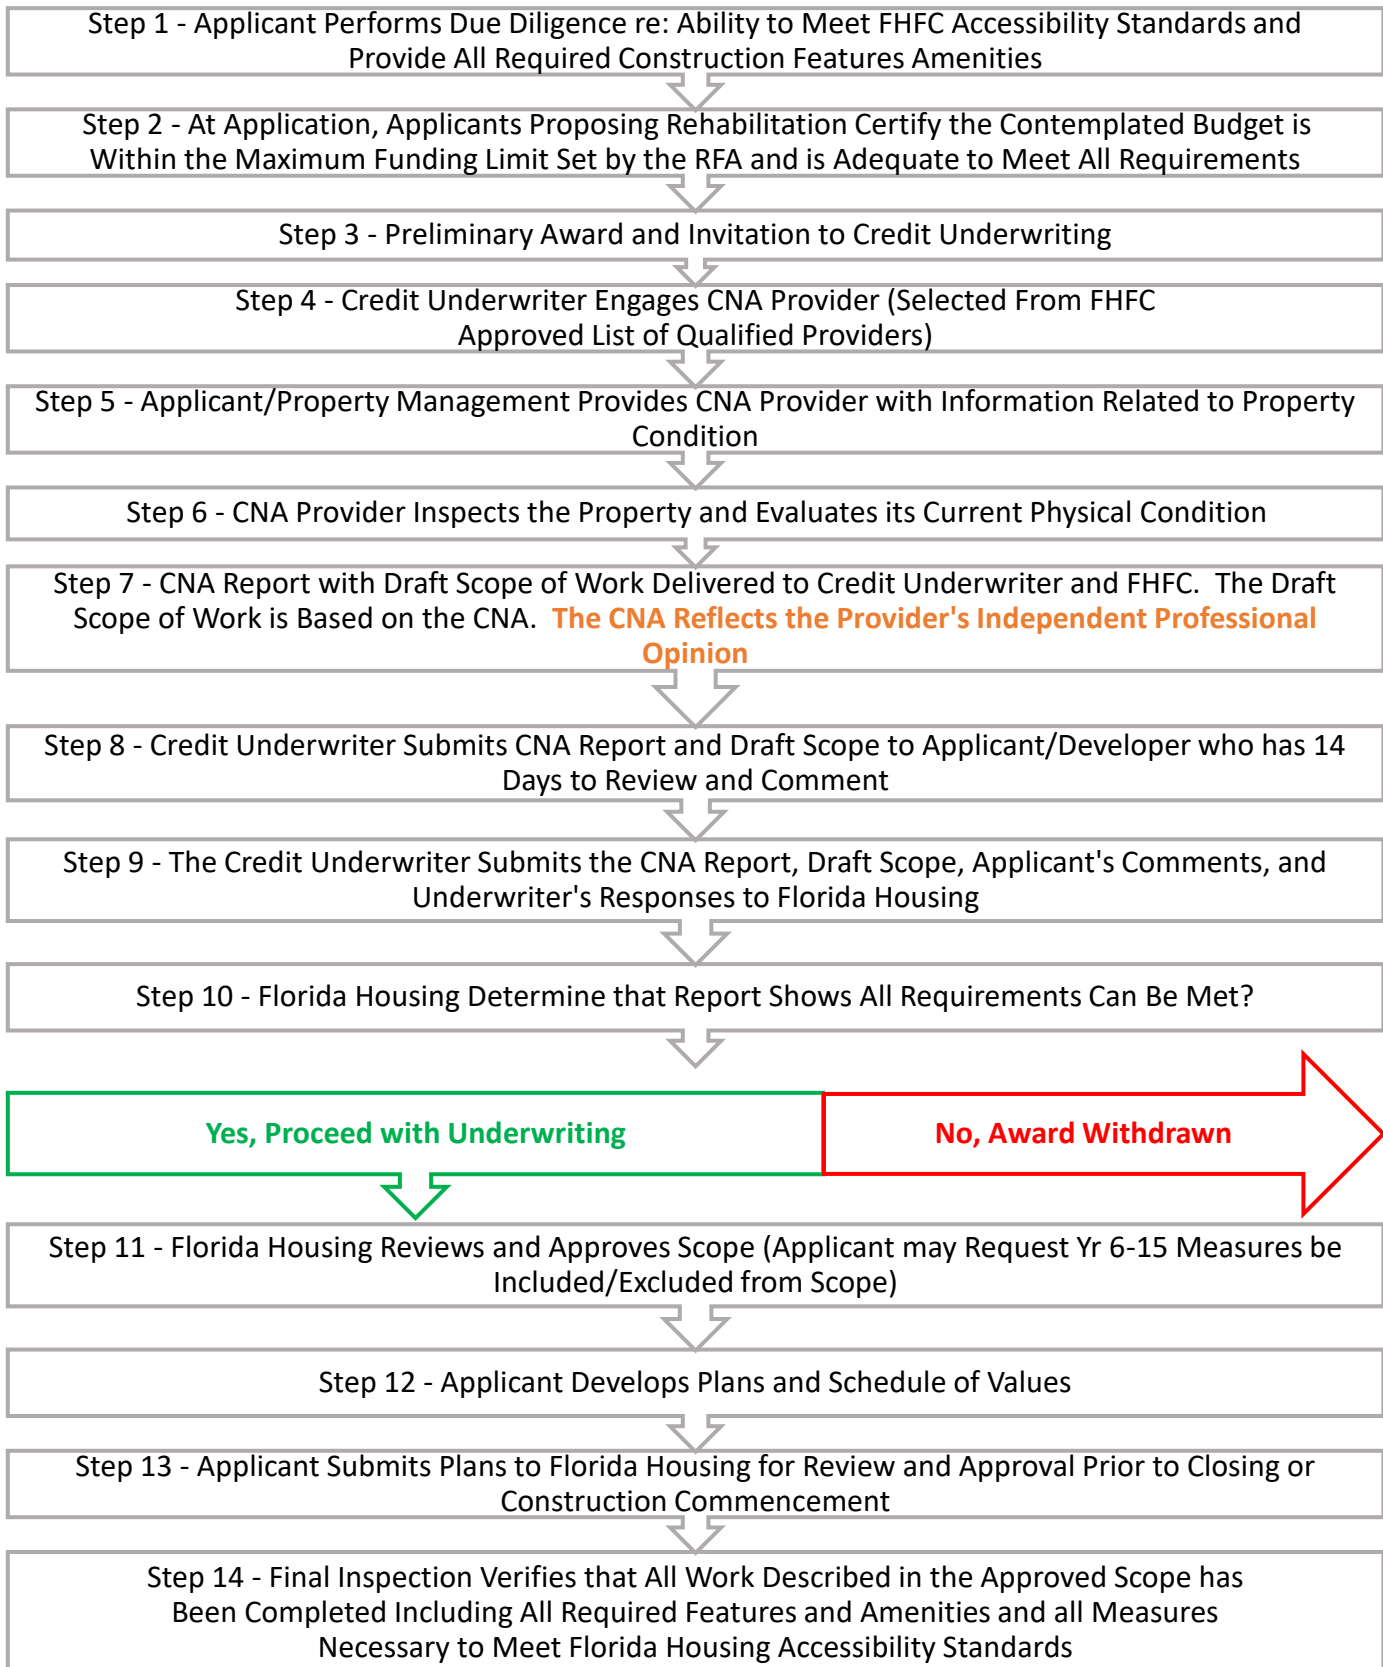 Step 1 - Applicant Performs Due Diligence re: Ability to Meet FHFC Accessibility Standards and
Provide All Required Construction Features Amenities
Step 2 - At Application, Applicants Proposing Rehabilitation Certify the Contemplated Budget is
Within the Maximum Funding Limit Set by the RFA and is Adequate to Meet All Requirements
Step 3 - Preliminary Award and Invitation to Credit Underwriting
Step 4 - Credit Underwriter Engages CNA Provider (Selected From FHFC
Approved List of Qualified Providers)
Step 5 - Applicant/Property Management Provides CNA Provider with Information Related to Property
Condition
Step 6 - CNA Provider Inspects the Property and Evaluates its Current Physical Condition
Step 7 - CNA Report with Draft Scope of Work Delivered to Credit Underwriter and FHFC.  The Draft
Scope of Work is Based on the CNA.  The CNA Reflects the Provider's Independent Professional
Opinion
Step 8 - Credit Underwriter Submits CNA Report and Draft Scope to Applicant/Developer who has 14
Days to Review and Comment
Step 9 - The Credit Underwriter Submits the CNA Report, Draft Scope, Applicant's Comments, and
Underwriter's Responses to Florida Housing
Step 10 - Florida Housing Determine that Report Shows All Requirements Can Be Met?
Yes, Proceed with Underwriting
No, Award Withdrawn
Step 11 - Florida Housing Reviews and Approves Scope (Applicant may Request Yr 6-15 Measures be
Included/Excluded from Scope)
Step 12 - Applicant Develops Plans and Schedule of Values
Step 13 - Applicant Submits Plans to Florida Housing for Review and Approval Prior to Closing or
Construction Commencement
Step 14 - Final Inspection Verifies that All Work Described in the Approved Scope has
Been Completed Including All Required Features and Amenities and all Measures
Necessary to Meet Florida Housing Accessibility Standards